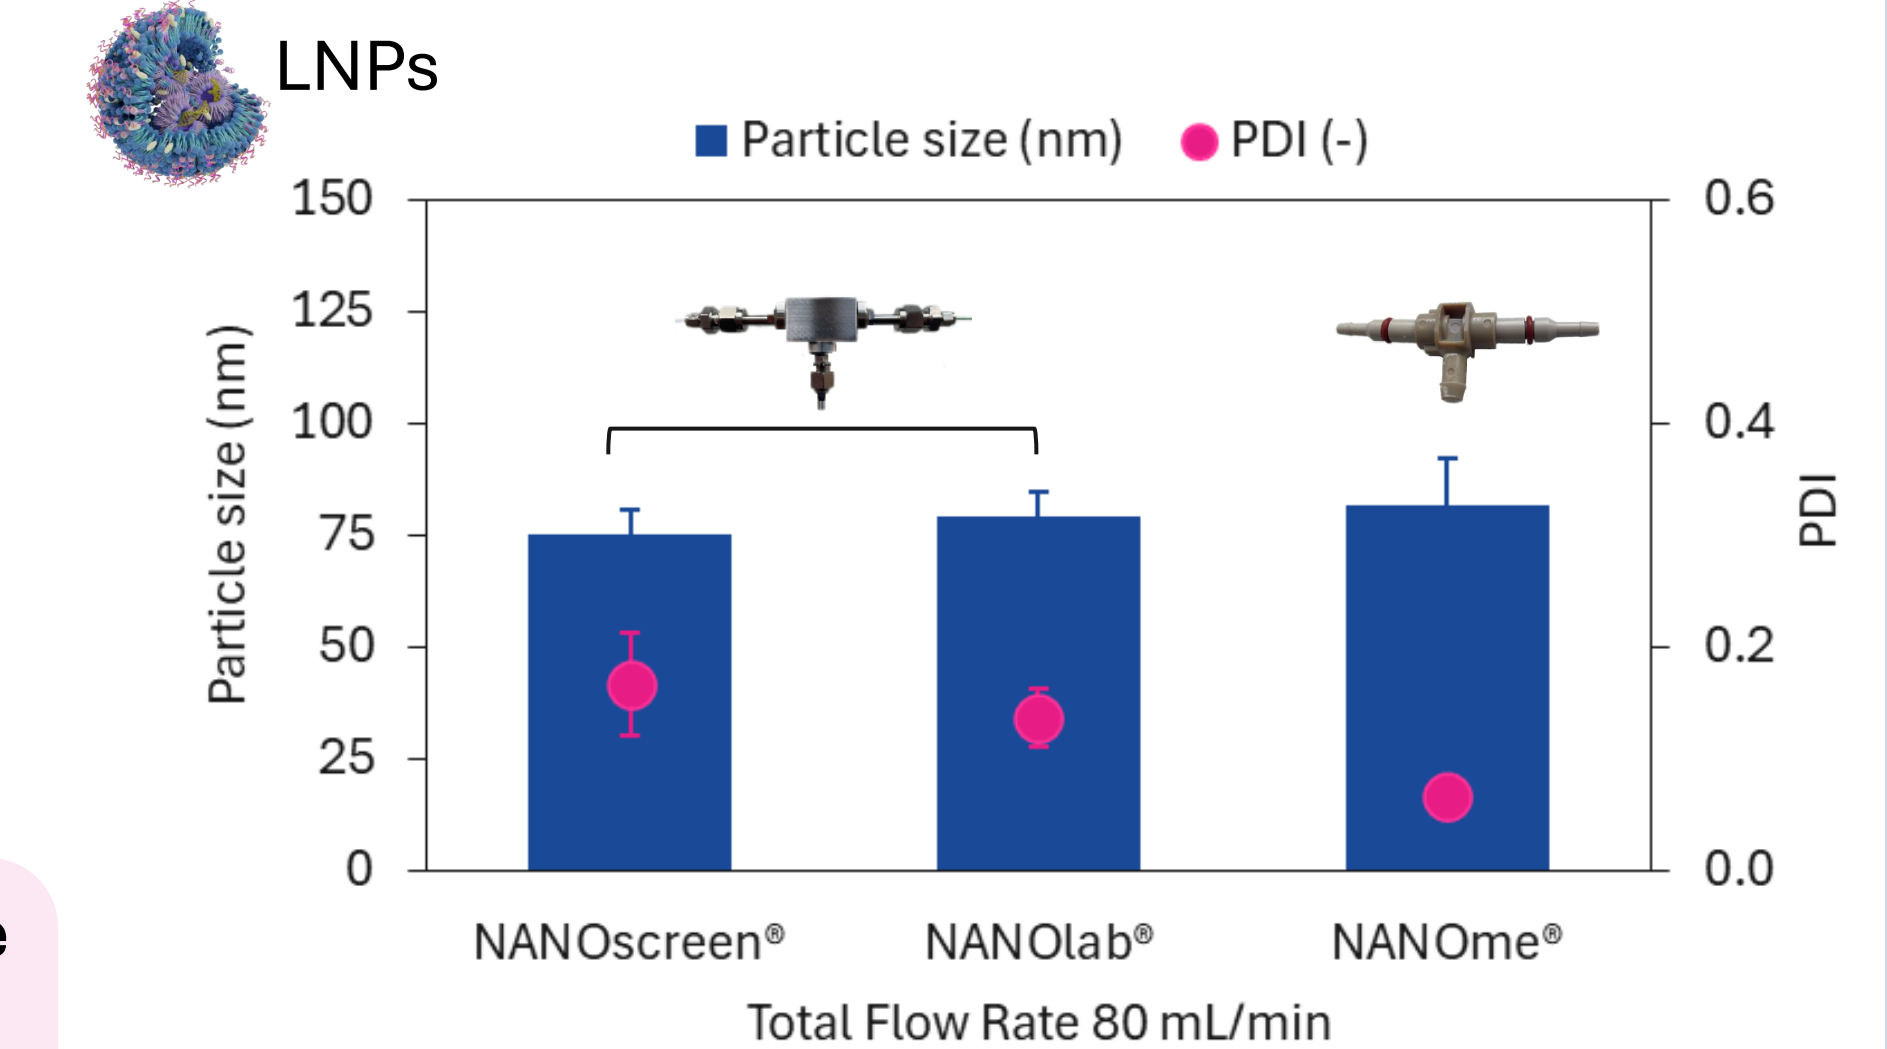 LNPs
Particle size (nm) PDI (-)
150
125
100
75
50
25
0
Particle size (nm)
0.6
0.4
0.2
0.0
PDI
NANOscreen® NANOlab® NANOme®
Total Flow Rate 80 mL/min
e